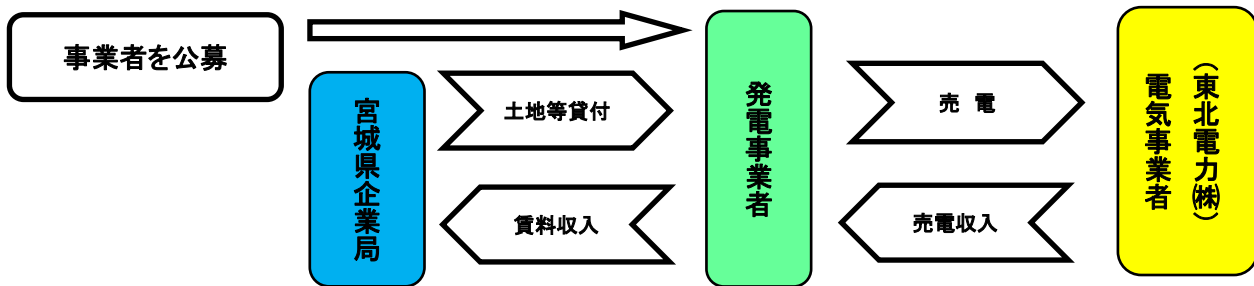 事業者を公募
宮城県企業局
土地等貸付
賃料収入
発電事業者
売 電
売電収入
(東北電力㈱)
電気事業者